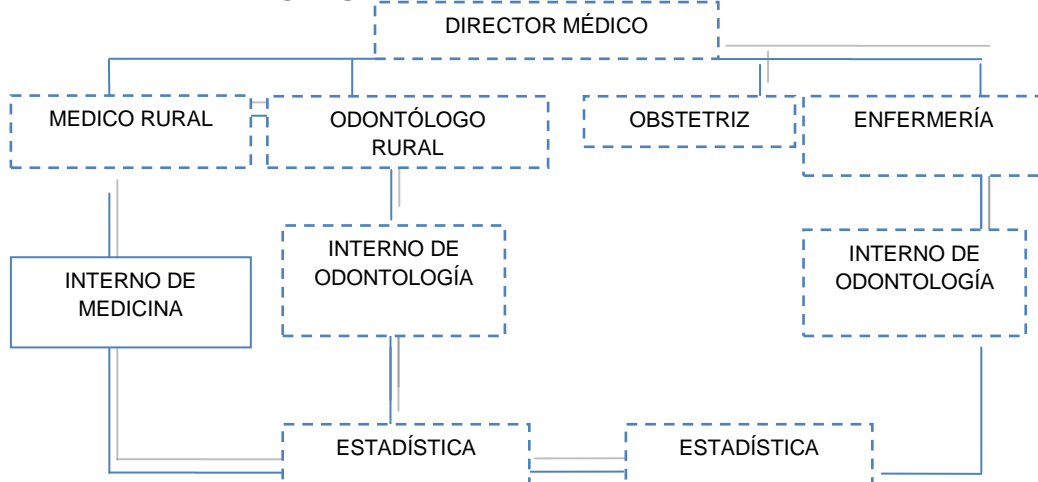 DIRECTOR MÉDICO
MEDICO RURAL
ODONTÓLOGO
RURAL
OBSTETRIZ
ENFERMERÍA
INTERNO DE
MEDICINA
INTERNO DE
ODONTOLOGÍA
INTERNO DE
ODONTOLOGÍA
ESTADÍSTICA
ESTADÍSTICA